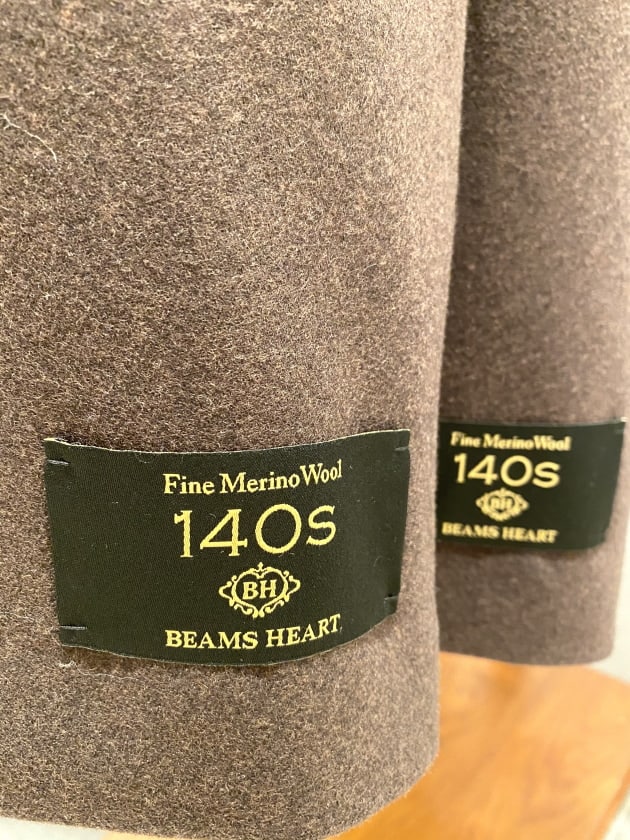 Fine Merino Wool
140s
BH
BEAMS HEART
Fine Merino Wool
140s
BH
BEAMS HEART